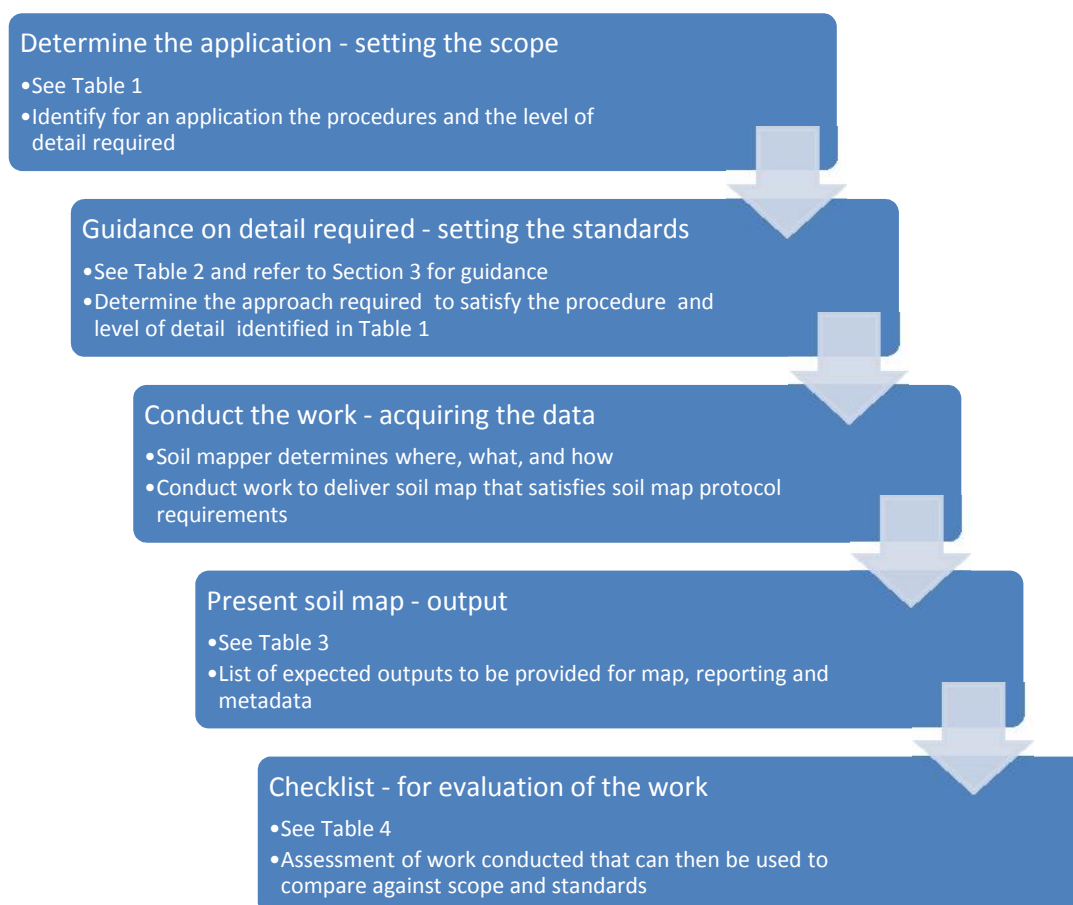 Determine the application - setting the scope
•See Table 1
•Identify for an application the procedures and the level of
detail required
Guidance on detail required - setting the standards
•See Table 2 and refer to Section 3 for guidance
•Determine the approach required to satisfy the procedure and
level of detail identified in Table 1
Conduct the work - acquiring the data
•Soil mapper determines where, what, and how
•Conduct work to deliver soil map that satisfies soil map protocol
requirements
Present soil map - output
•See Table 3
•List of expected outputs to be provided for map, reporting and
metadata
Checklist - for evaluation of the work
•See Table 4
•Assessment of work conducted that can then be used to
compare against scope and standards